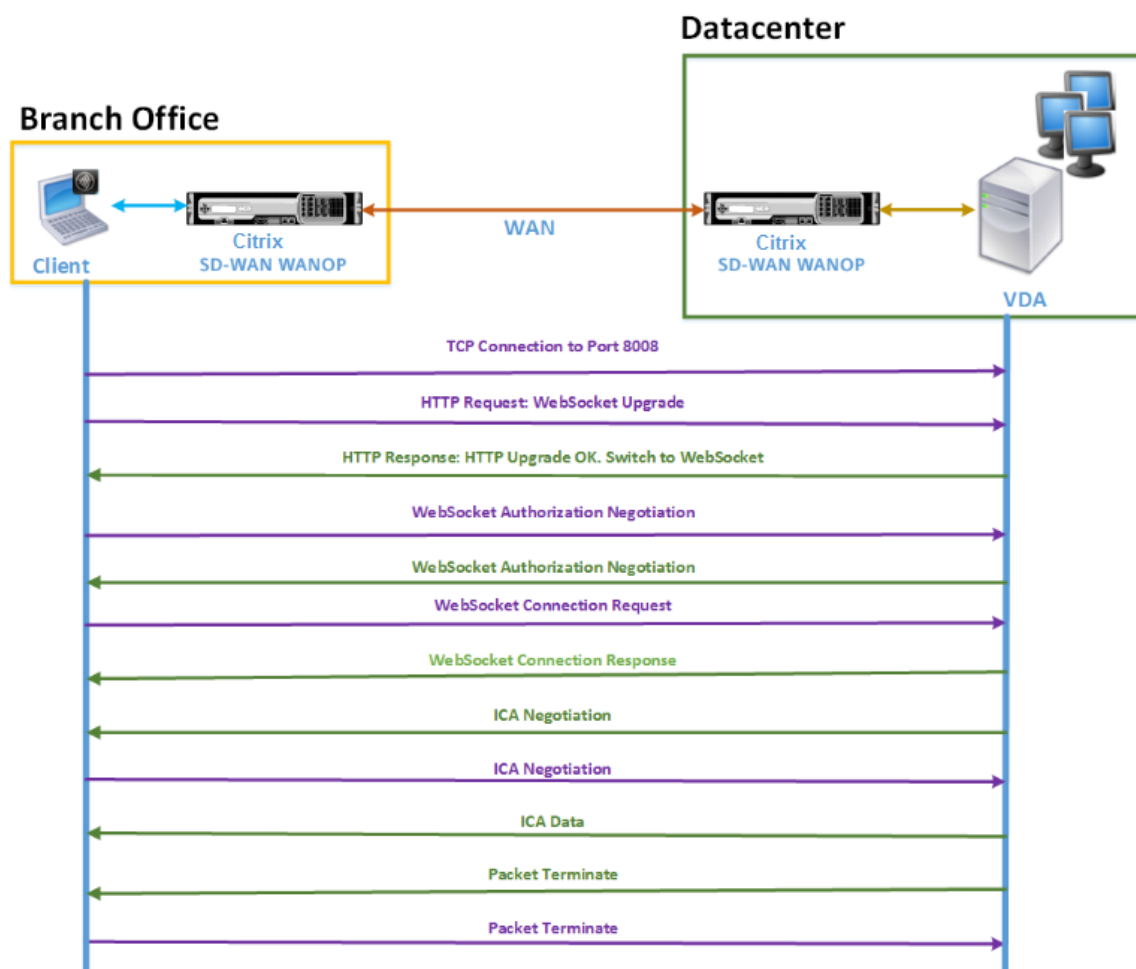 Datacenter
Branch Office
Citrix
SD-WAN WANOP
Client
WAN
Citrix
SD-WAN WANOP
VDA
TCP Connection to Port 8008
HTTP Request: WebSocket Upgrade
HTTP Response: HTTP Upgrade OK. Switch to WebSocket
WebSocket Authorization Negotiation
WebSocket Authorization Negotiation
WebSocket Connection Request
WebSocket Connection Response
ICA Negotiation
ICA Negotiation
ICA Data
Packet Terminate
Packet Terminate